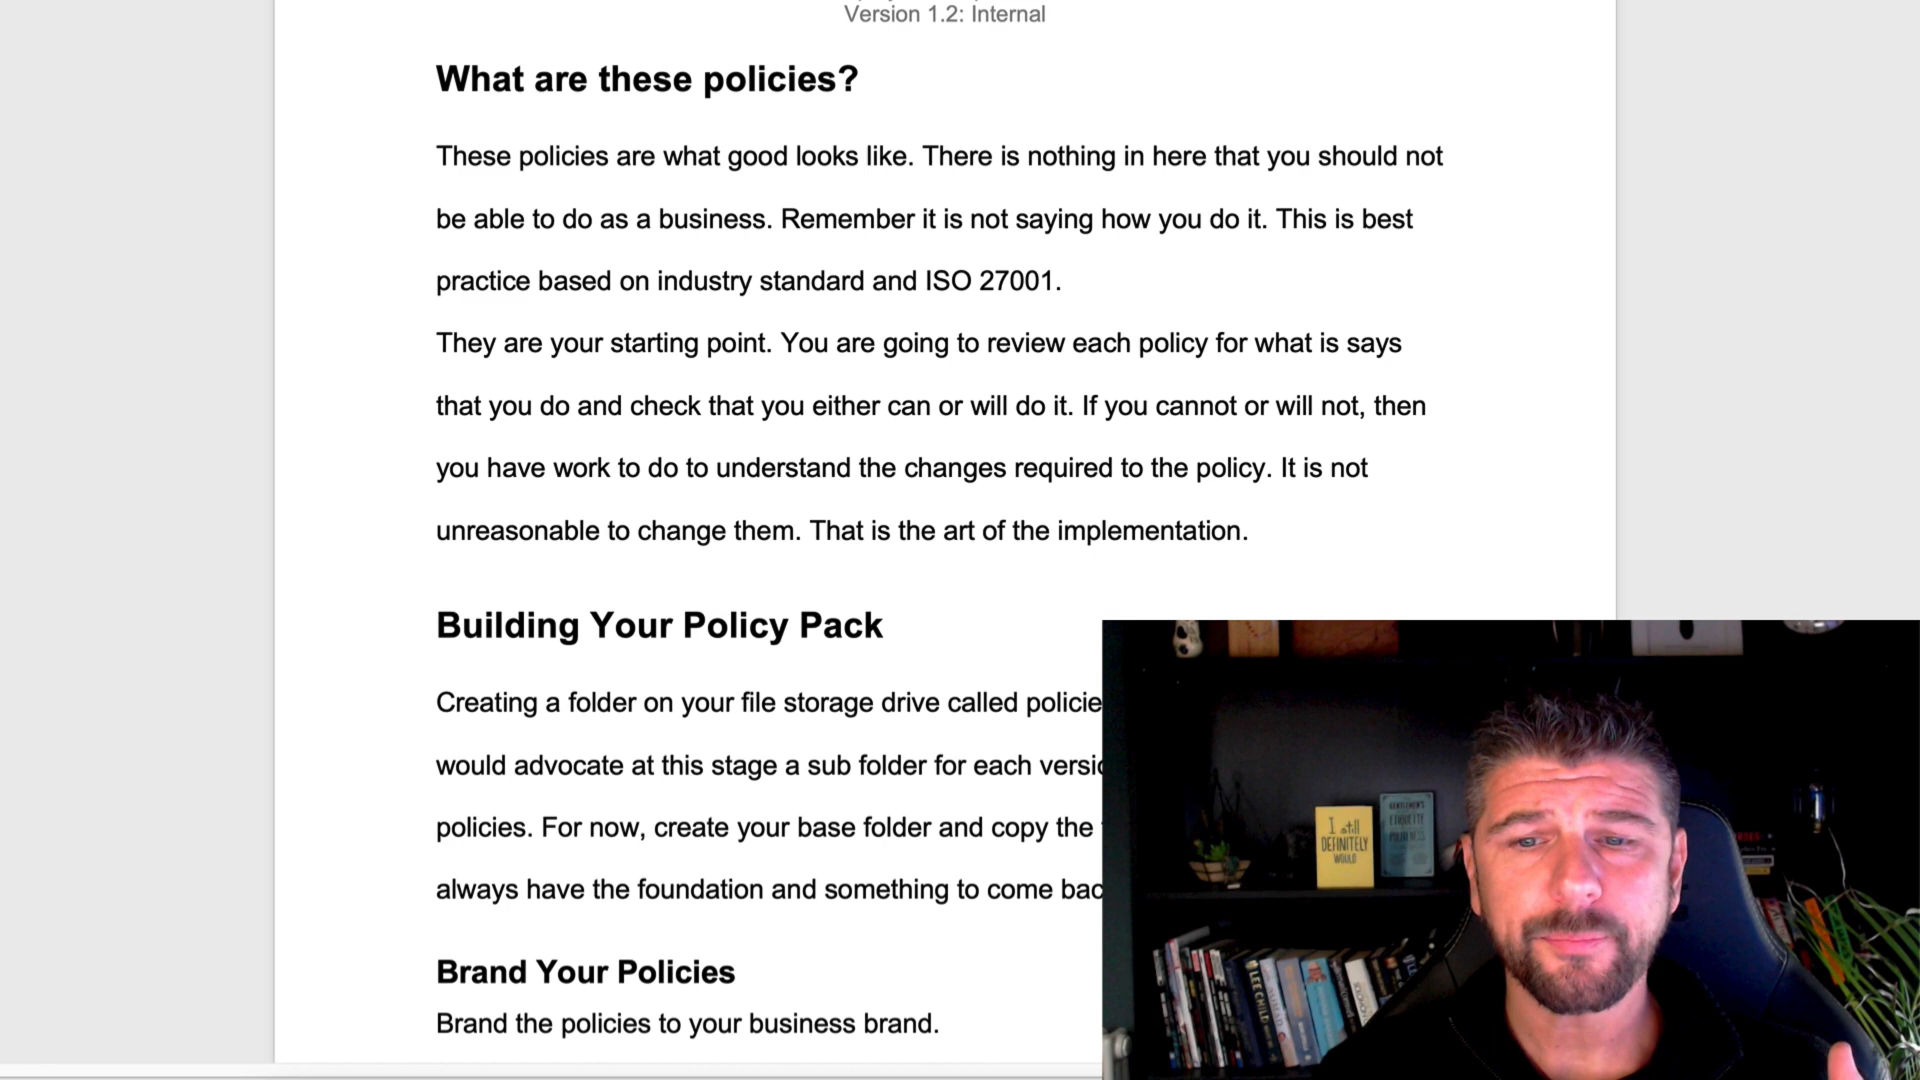 Version 1.2: Internal
What are these policies?
These policies are what good looks like. There is nothing in here that you should not
be able to do as a business. Remember it is not saying how you do it. This is best
practice based on industry standard and ISO 27001.
They are your starting point. You are going to review each policy for what is says
that you do and check that you either can or will do it. If you cannot or will not, then
you have work to do to understand the changes required to the policy. It is not
unreasonable to change them. That is the art of the implementation.
Building Your Policy Pack
Creating a folder on your file storage drive called policie
would advocate at this stage a sub folder for each versio
policies. For now, create your base folder and copy the
always have the foundation and something to come bac
Brand Your Policies
Brand the policies to your business brand.
I still
DEFINITELY
WOULD
GENTLEMEN'S
ETIQUETTE
LEE CHILD